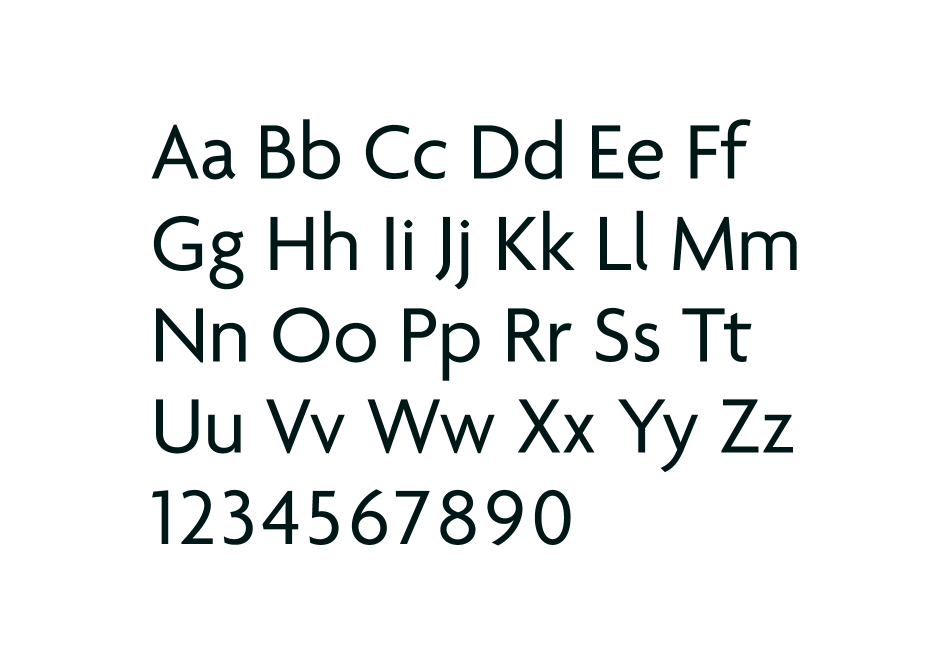 Aa Bb Cc Dd Ee Ff
Gg Hh Ii Jj Kk Ll Mm
Nn Oo Pp Rr Ss Tt
Uu Vv Ww Xx Yy Zz
1234567890